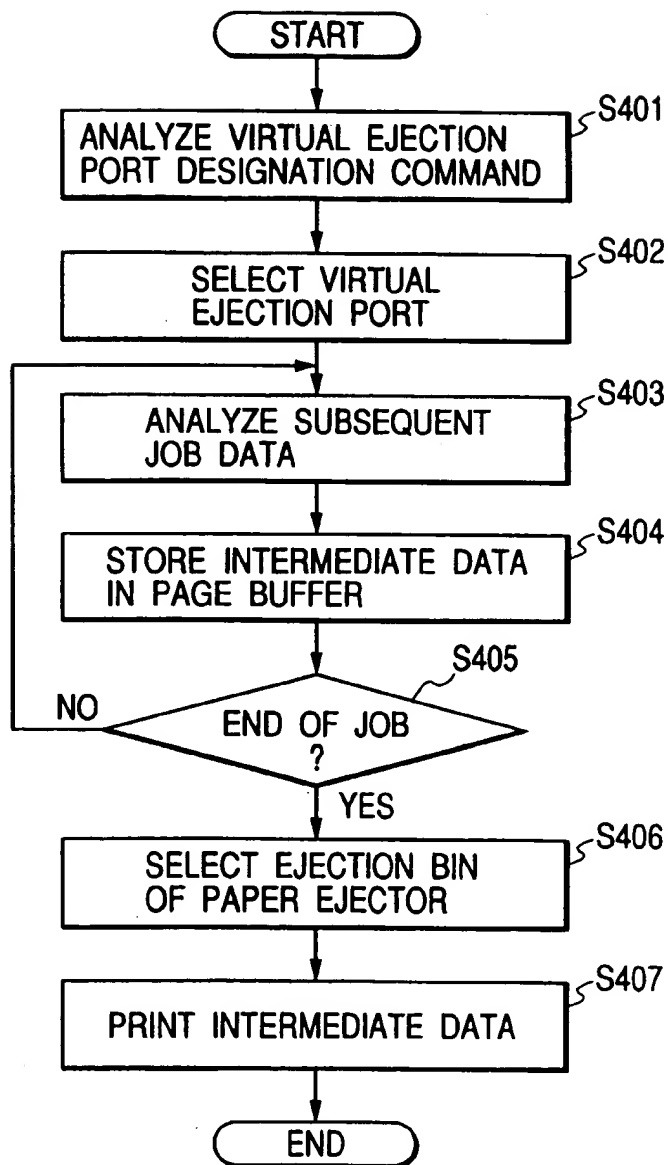 START
S401
ANALYZE VIRTUAL EJECTION
PORT DESIGNATION COMMAND
S402
SELECT VIRTUAL
EJECTION PORT
S403
ANALYZE SUBSEQUENT
JOB DATA
S404
STORE INTERMEDIATE DATA
IN PAGE BUFFER
S405
NO
END OF JOB
?
YES
S406
SELECT EJECTION BIN
OF PAPER EJECTOR
S407
PRINT INTERMEDIATE DATA
END